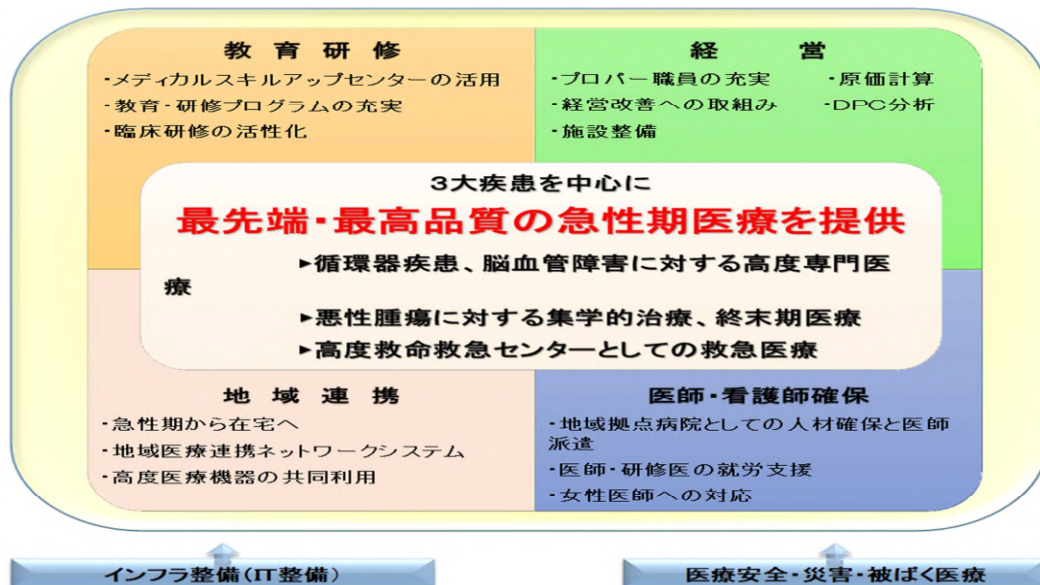 教育研修
・メディカルスキルアップセンターの活用
・教育・研修プログラムの充実
・臨床研修の活性化
経営
・プロパー職員の充実 ・原価計算
・経営改善への取組み ・DPC分析
・施設整備
3大疾患を中心に
最先端・最高品質の急性期医療を提供
▶循環器疾患、脳血管障害に対する高度専門医
療
▶悪性腫瘍に対する集学的治療、終末期医療
▶高度救命救急センターとしての救急医療
地域連携
・急性期から在宅へ
・地域医療連携ネットワークシステム
・高度医療機器の共同利用
医師・看護師確保
・地域拠点病院としての人材確保と医師
派遣
・医師・研修医の就労支援
・女性医師への対応
インフラ整備(IT整備)
医療安全・災害・被ばく医療